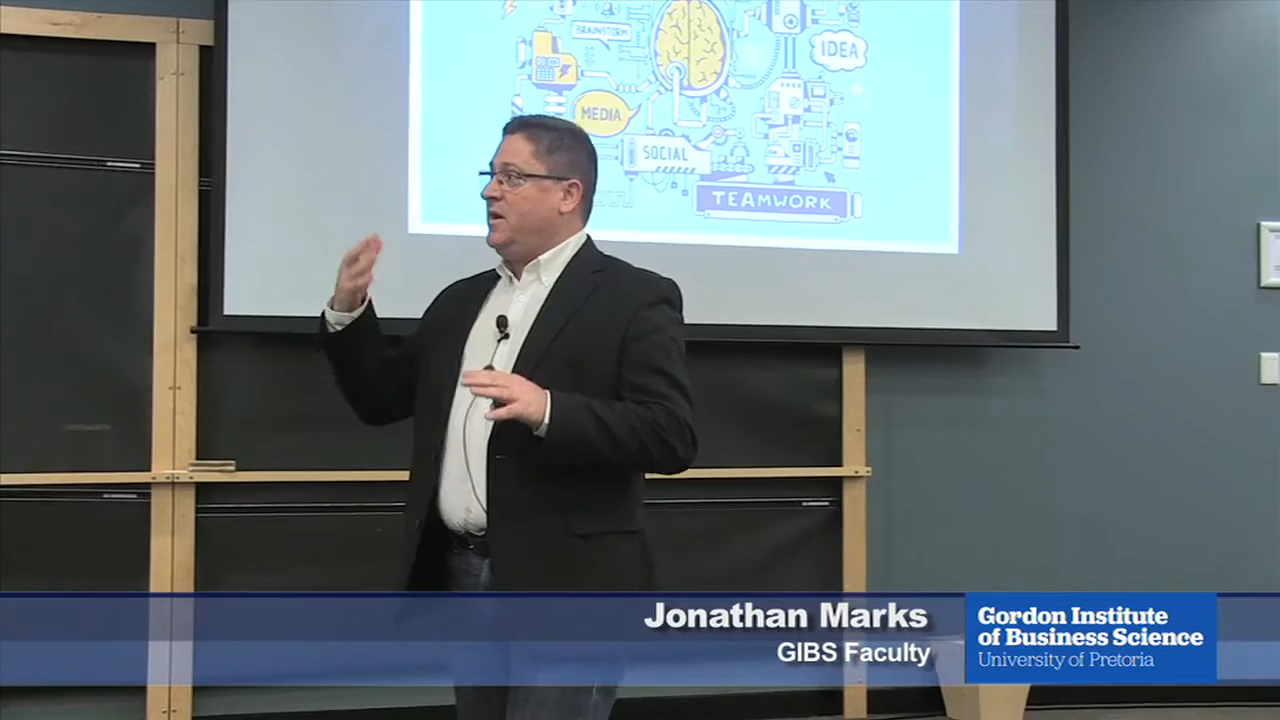 BRAINSTORM
IDEA
MEDIA
SOCIAL
TEAMWORK
Jonathan Marks
GIBS Faculty
Gordon Institute
of Business Science
University of Pretoria